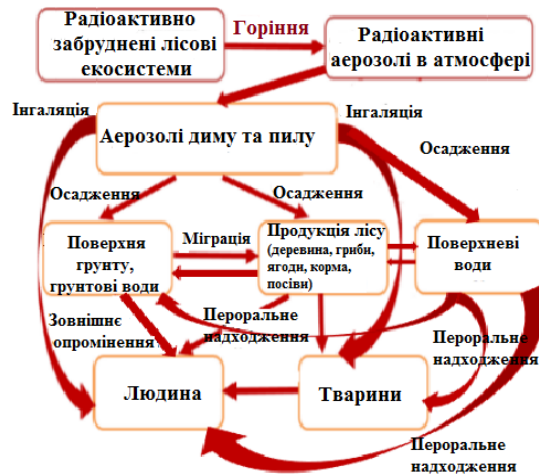 Радіоактивно
забруднені лісові
екосистеми
Горіння
Радіоактивні
аерозолі в атмосфері
Інгаляція
Аерозолі диму та пилу
Інгаляція
Осадження
Осадження
Осадження
Поверхня
грунту,
грунтові води
Міграція
Продукція лісу
(деревина, гриби,
ягоди, корма,
посіви)
Поверхневі
води
Зовнішнє
опромінення
Пероральне
надходження
Пероральне
надходження
Людина
Тварини
Пероральне
надходження